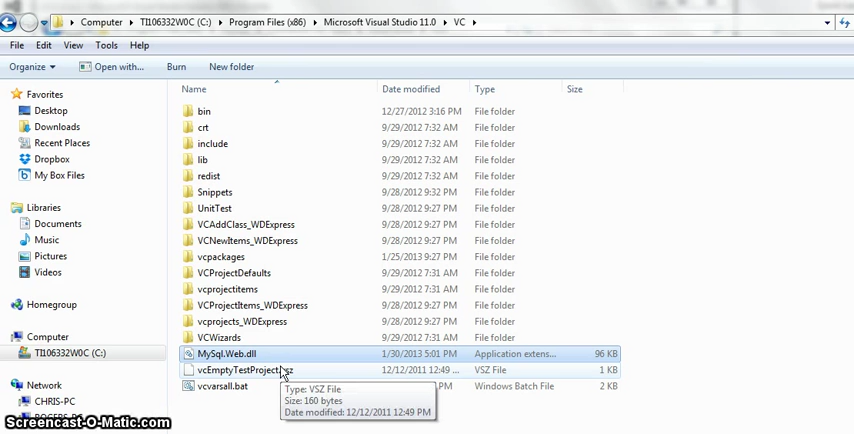 Computer ▸ TI106332W0C (C:) ▸ Program Files (x86) ▸ Microsoft Visual Studio 11.0 ▸ VC ▸
File Edit View Tools Help
Organize ▾ Open with... Burn New folder
Name Date modified Type Size
Favorites
Desktop
Downloads
Recent Places
Dropbox
My Box Files
Libraries
Documents
Music
Pictures
Videos
Homegroup
Computer
TI106332W0C (C:)
Network
CHRIS-PC
bin 12/27/2012 3:16 PM File folder
crt 9/29/2012 7:32 AM File folder
include 9/29/2012 7:32 AM File folder
lib 9/29/2012 7:32 AM File folder
redist 9/29/2012 7:32 AM File folder
Snippets 9/28/2012 9:32 PM File folder
UnitTest 9/28/2012 9:27 PM File folder
VCAddClass_WDExpress 9/28/2012 9:27 PM File folder
VCNewItems_WDExpress 9/28/2012 9:27 PM File folder
vcpackages 1/25/2013 9:27 PM File folder
VCProjectDefaults 9/29/2012 7:31 AM File folder
vcprojectitems 9/29/2012 7:31 AM File folder
VCProjectItems_WDExpress 9/28/2012 9:27 PM File folder
vcprojects_WDExpress 9/28/2012 9:27 PM File folder
VCWizards 9/29/2012 7:31 AM File folder
MySql.Web.dll 1/30/2013 5:01 PM Application extens... 96 KB
vcEmptyTestProject.vsz 12/12/2011 12:49 ... VSZ File 1 KB
vcvarsall.bat PM Windows Batch File 2 KB
Type: VSZ File
Size: 160 bytes
Date modified: 12/12/2011 12:49 PM
Screencast-O-Matic.com